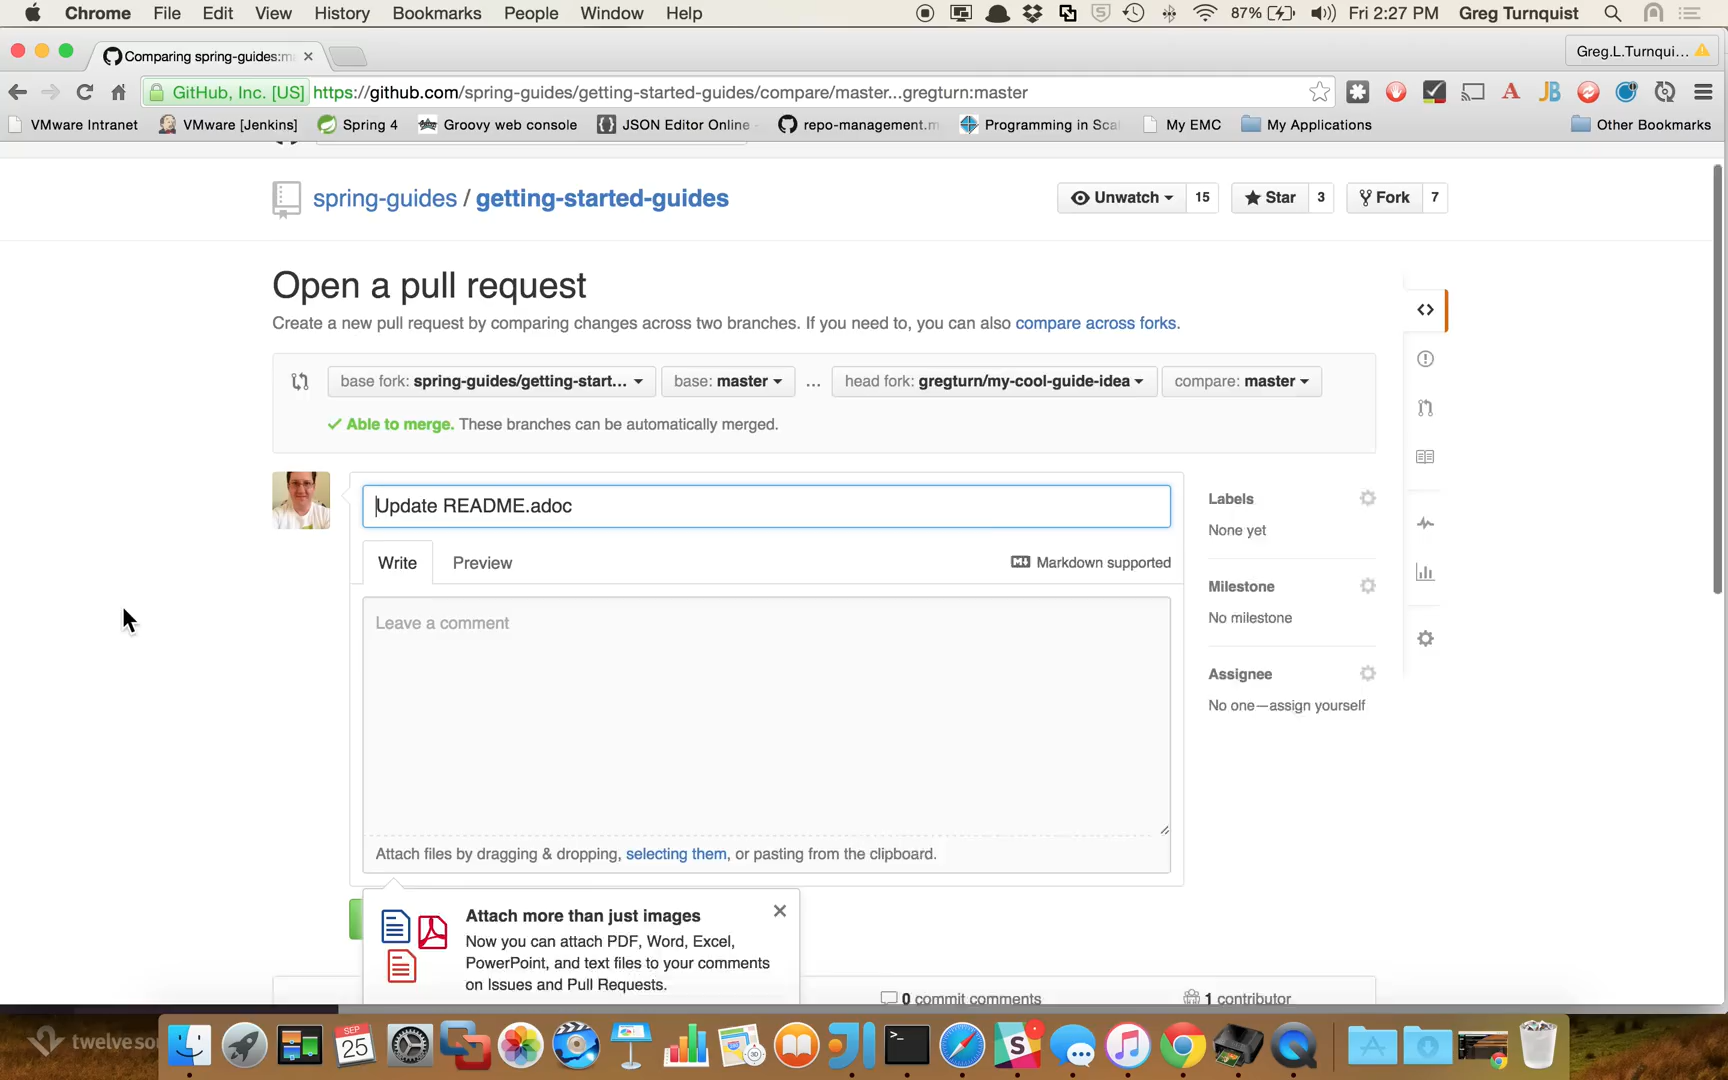 Chrome File Edit View History Bookmarks People Window Help 87% Fri 2:27 PM Greg Turnquist
Comparing spring-guides:m
Greg.L.Turnqui...
GitHub, Inc. [US] https://github.com/spring-guides/getting-started-guides/compare/master...gregturn:master
VMware Intranet VMware [Jenkins] Spring 4 Groovy web console JSON Editor Online repo-management. Programming in Sca My EMC My Applications Other Bookmarks
spring-guides / getting-started-guides
Unwatch 15 Star 3 Fork 7
Open a pull request
Create a new pull request by comparing changes across two branches. If you need to, you can also compare across forks.
base fork: spring-guides/getting-start... base: master ... head fork: gregturn/my-cool-guide-idea compare: master
Able to merge. These branches can be automatically merged.
Update README.adoc
Write Preview Markdown supported
Leave a comment
Attach files by dragging & dropping, selecting them, or pasting from the clipboard.
Labels
None yet
Milestone
No milestone
Assignee
No one—assign yourself
Attach more than just images
Now you can attach PDF, Word, Excel,
PowerPoint, and text files to your comments
on Issues and Pull Requests.
0 commit comments 1 contributor
twelveso
SEP
25